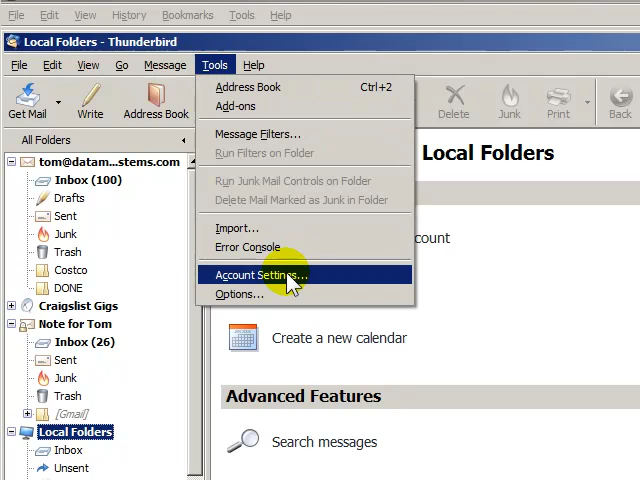 File Edit View History Bookmarks Tools Help
Local Folders - Thunderbird
File Edit View Go Message Tools Help
Get Mail Write Address Book Delete Junk Print Back
All Folders
tom@datam...stems.com
Inbox (100)
Drafts
Sent
Junk
Trash
Costco
DONE
Craigslist Gigs
Note for Tom
Inbox (26)
Sent
Junk
Trash
[Gmail]
Local Folders
Inbox
Unsent
Address Book Ctrl+2
Add-ons
Message Filters...
Run Filters on Folder
Run Junk Mail Controls on Folder
Delete Mail Marked as Junk in Folder
Import...
Error Console
Account Settings...
Options...
Local Folders
count
Create a new calendar
Advanced Features
Search messages